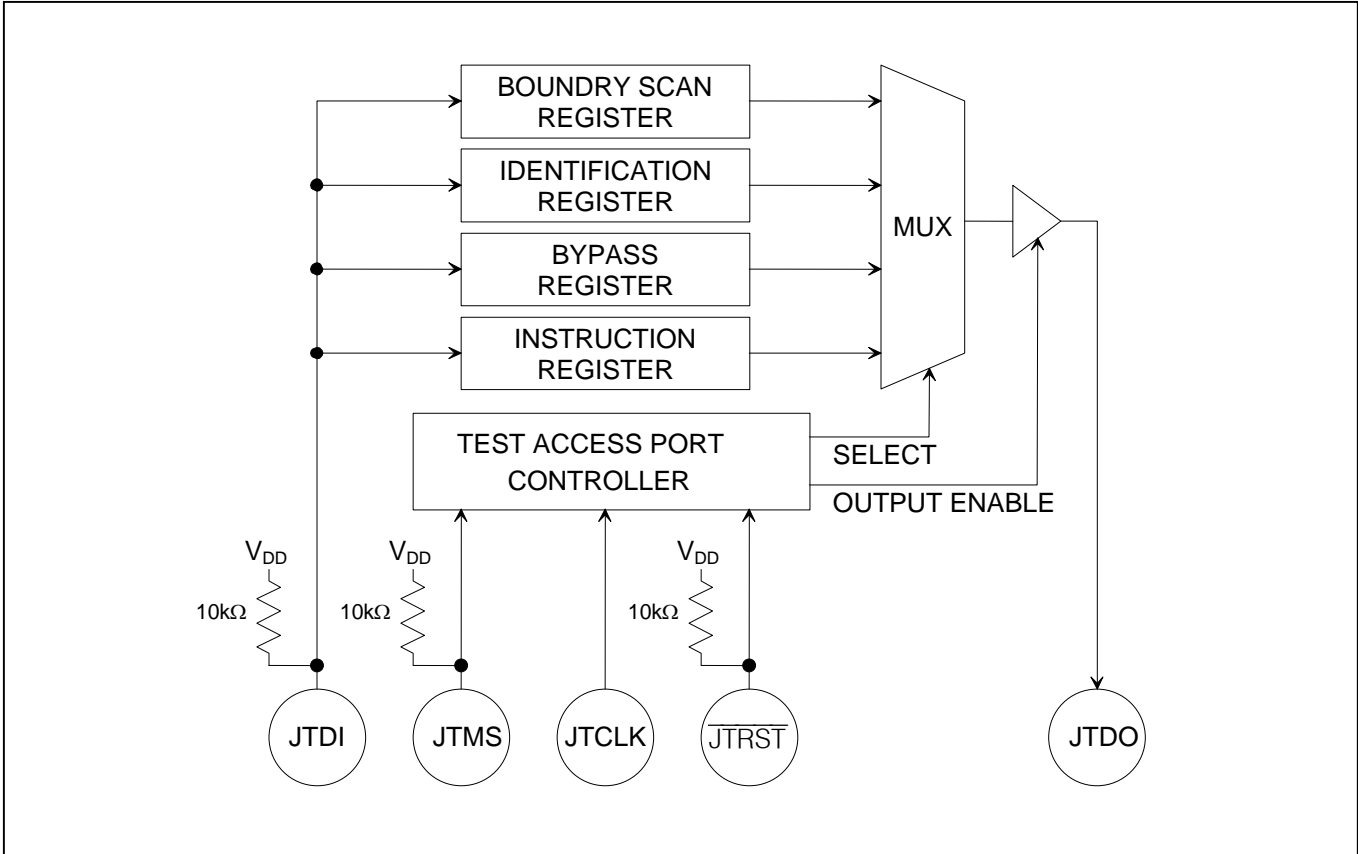 BOUNDRY SCAN
REGISTER
IDENTIFICATION
REGISTER
BYPASS
REGISTER
INSTRUCTION
REGISTER
MUX
TEST ACCESS PORT
CONTROLLER
SELECT
OUTPUT ENABLE
VDD
10kΩ
VDD
10kΩ
VDD
10kΩ
JTDI
JTMS
JTCLK
JTRST
JTDO